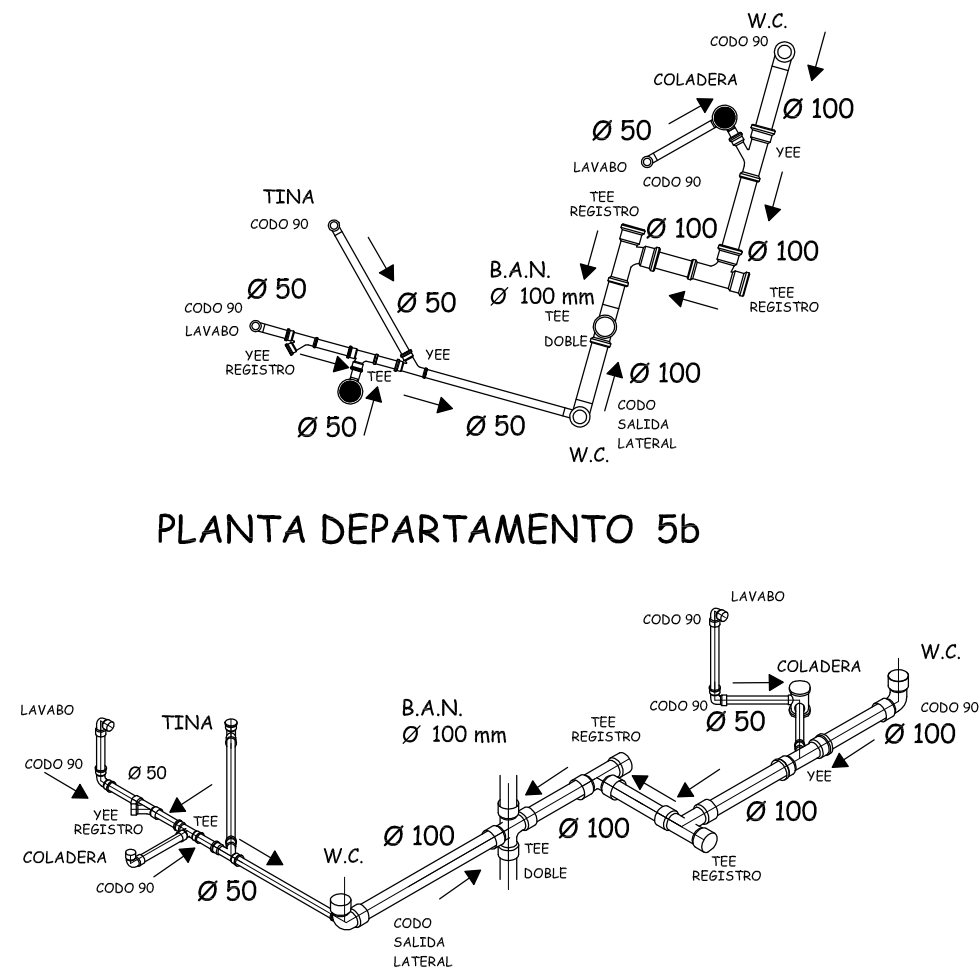 W.C.
CODO 90
COLADERA
Ø 100
Ø 50
YEE
LAVABO
CODO 90
TINA
CODO 90
TEE
REGISTRO
Ø 100
Ø 100
B.A.N.
Ø 100 mm
TEE
DOBLE
TEE
REGISTRO
Ø 50
Ø 50
CODO 90
LAVABO
YEE
REGISTRO
YEE
TEE
Ø 50
Ø 50
Ø 100
CODO
SALIDA
LATERAL
W.C.
PLANTA DEPARTAMENTO 5b
LAVABO
CODO 90
W.C.
COLADERA
CODO 90
Ø 50
CODO 90
Ø 100
LAVABO
TINA
B.A.N.
Ø 100 mm
TEE
REGISTRO
CODO 90
Ø 50
YEE
YEE
REGISTRO
TEE
Ø 100
Ø 100
Ø 100
COLADERA
W.C.
TEE
DOBLE
TEE
REGISTRO
CODO 90
Ø 50
CODO
SALIDA
LATERAL